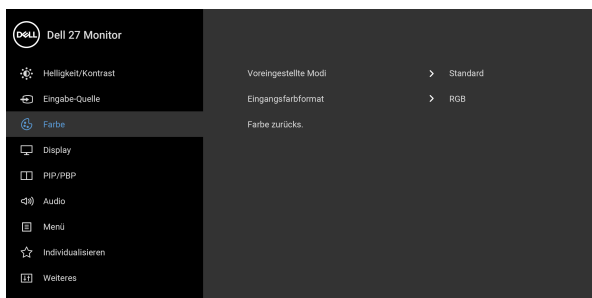 DELL Dell 27 Monitor
Helligkeit/Kontrast
Eingabe-Quelle
Farbe
Display
PIP/PBP
Audio
Menü
Individualisieren
Weiteres
Voreingestellte Modi > Standard
Eingangsfarbformat > RGB
Farbe zurücks.